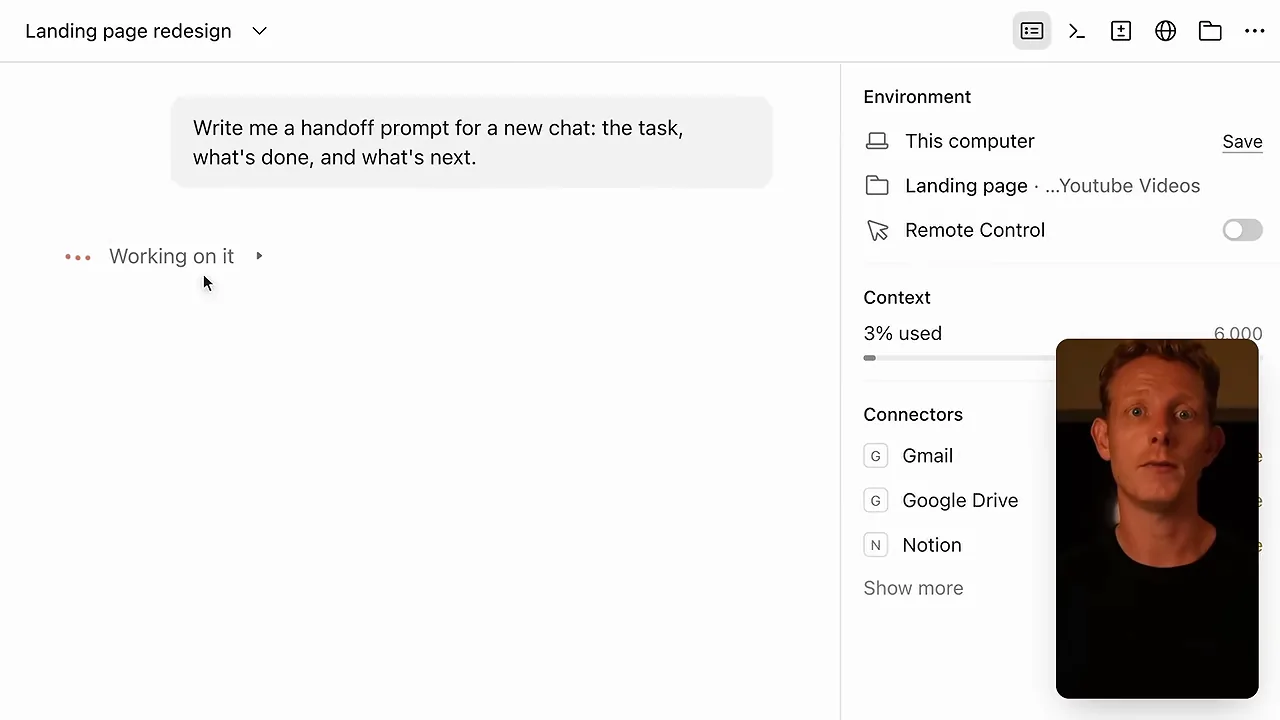 Landing page redesign
Write me a handoff prompt for a new chat: the task,
what's done, and what's next.
Working on it
Environment
This computer
Save
Landing page · ...Youtube Videos
Remote Control
Context
3% used
6,000
Connectors
G Gmail
G Google Drive
N Notion
Show more